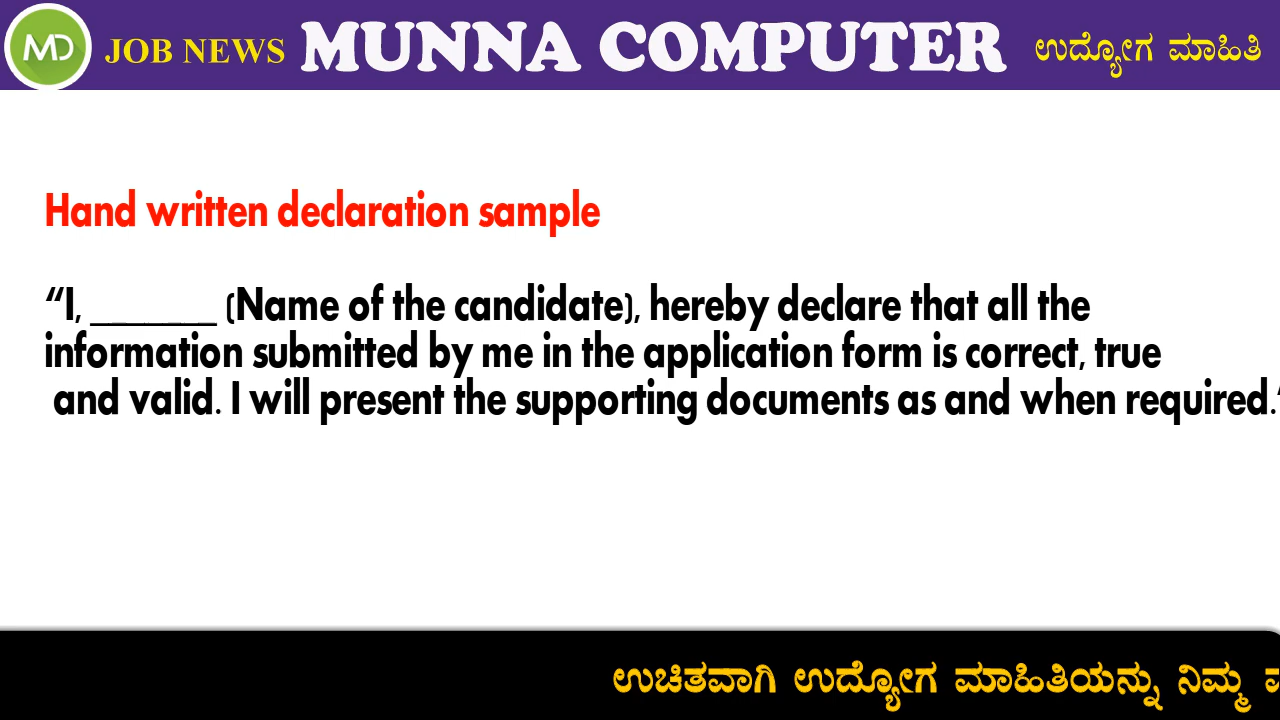 MD JOB NEWS MUNNA COMPUTER ಉದ್ಯೋಗ ಮಾಹಿತಿ
Hand written declaration sample
“I, _______ (Name of the candidate), hereby declare that all the
information submitted by me in the application form is correct, true
and valid. I will present the supporting documents as and when required.“
ಉಚಿತವಾಗಿ ಉದ್ಯೋಗ ಮಾಹಿತಿಯನ್ನು ನಿಮ್ಮ